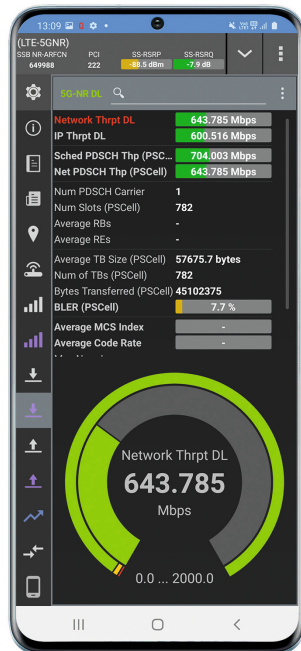 13:09
(LTE-5GNR)
SSB NR-ARFCN PCI SS-RSRP SS-RSRQ
649988 222 -88.5 dBm -7.9 dB
5G-NR DL
Network Thrpt DL 643.785 Mbps
IP Thrpt DL 600.516 Mbps
Sched PDSCH Thp (PSC... 704.003 Mbps
Net PDSCH Thp (PSCell) 643.785 Mbps
Num PDSCH Carrier 1
Num Slots (PSCell) 782
Average RBs -
Average REs -
Average TB Size (PSCell) 57675.7 bytes
Num of TBs (PSCell) 782
Bytes Transferred (PSCell) 45102375
BLER (PSCell) 7.7 %
Average MCS Index -
Average Code Rate -
Network Thrpt DL
643.785
Mbps
0.0 ... 2000.0